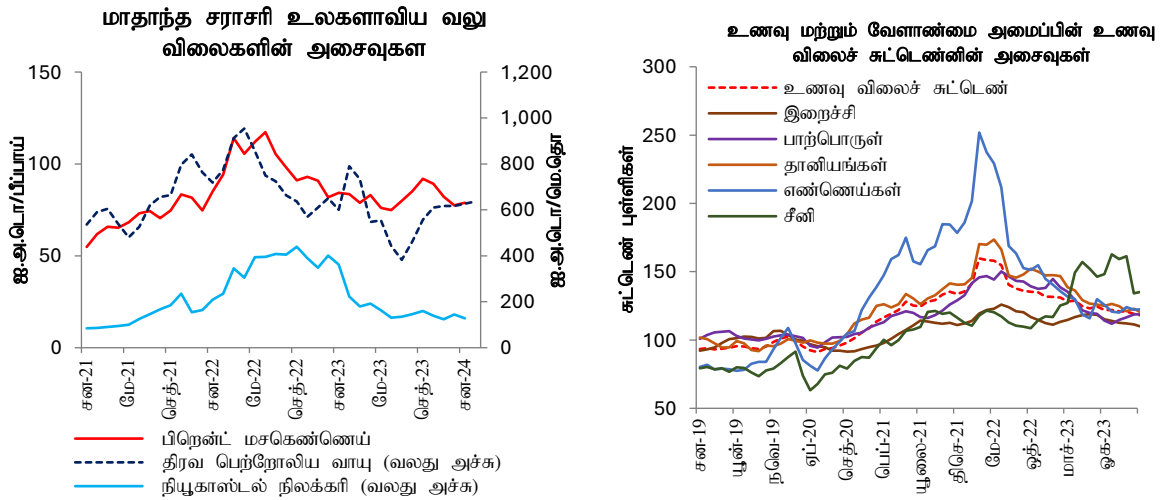 மாதாந்த சராசரி உலகளாவிய வலு
விலைகளின் அசைவுகள
150
100
50
0
1,200
1,000
800
600
400
200
0
ஐ.அ.டொ/பீப்பாய்
ஐ.அ.டொ/மெ.தொ
சன-21
மே-21
செத்-21
சன-22
மே-22
செத்-22
சன-23
மே-23
செத்-23
சன-24
பிறென்ட் மசகெண்ணெய்
திரவ பெற்றோலிய வாயு (வலது அச்சு)
நியூகாஸ்டல் நிலக்கரி (வலது அச்சு)
உணவு மற்றும் வேளாண்மை அமைப்பின் உணவு
விலைச் சுட்டெண்னின் அசைவுகள்
300
250
200
150
100
50
சுட்டெண் புள்ளிகள்
உணவு விலைச் சுட்டெண்
இறைச்சி
பாற்பொருள்
தானியங்கள்
எண்ணெய்கள்
சீனி
சன-19
யூன்-19
நவெ-19
ஏப்-20
செத்-20
பெப்-21
யூலை-21
திசெ-21
மே-22
ஒத்-22
மாச்-23
ஓக-23